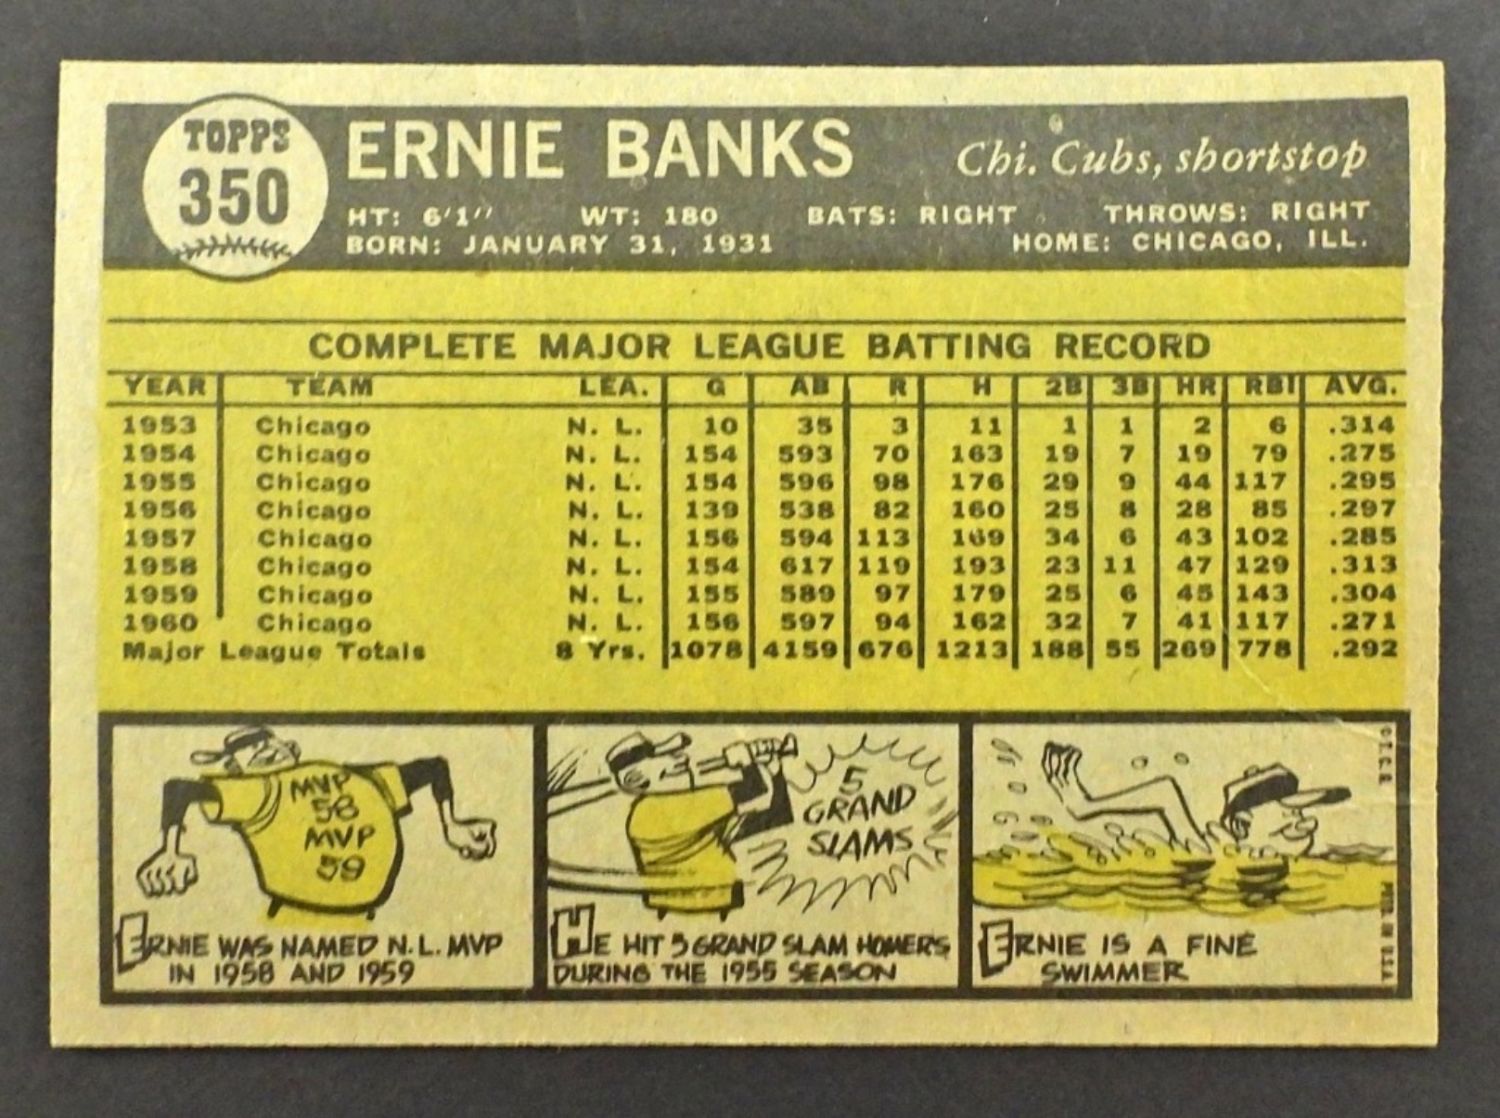 TOPPS
350
ERNIE BANKS
Chi. Cubs, shortstop
HT: 6'1" WT: 180 BATS: RIGHT THROWS: RIGHT
BORN: JANUARY 31, 1931 HOME: CHICAGO, ILL.
COMPLETE MAJOR LEAGUE BATTING RECORD
YEAR TEAM LEA. G AB R H 2B 3B HR RBI AVG.
1953 Chicago N. L. 10 35 3 11 1 1 2 6 .314
1954 Chicago N. L. 154 593 70 163 19 7 19 79 .275
1955 Chicago N. L. 154 596 98 176 29 9 44 117 .295
1956 Chicago N. L. 139 538 82 160 25 8 28 85 .297
1957 Chicago N. L. 156 594 113 169 34 6 43 102 .285
1958 Chicago N. L. 154 617 119 193 23 11 47 129 .313
1959 Chicago N. L. 155 589 97 179 25 6 45 143 .304
1960 Chicago N. L. 156 597 94 162 32 7 41 117 .271
Major League Totals 8 Yrs. 1078 4159 676 1213 188 55 269 778 .292
MVP
58
MVP
59
ERNIE WAS NAMED N.L. MVP
IN 1958 AND 1959
5
GRAND
SLAMS
HE HIT 5 GRAND SLAM HOMERS
DURING THE 1955 SEASON
ERNIE IS A FINE
SWIMMER
©T.C.G.
PRTD. IN U.S.A.